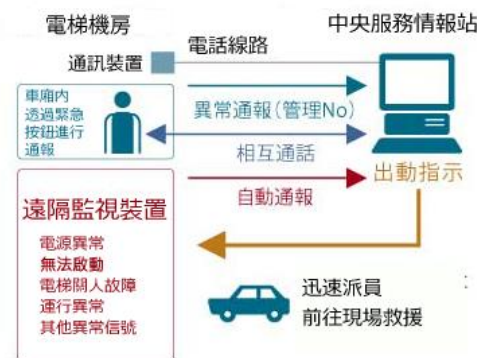 電梯機房
中央服務情報站
電話線路
通訊裝置
車廂內
透過緊急
按鈕進行
通報
異常通報(管理No)
相互通話
出動指示
自動通報
遠隔監視裝置
電源異常
無法啟動
電梯關人故障
運行異常
其他異常信號
迅速派員
前往現場救援
: